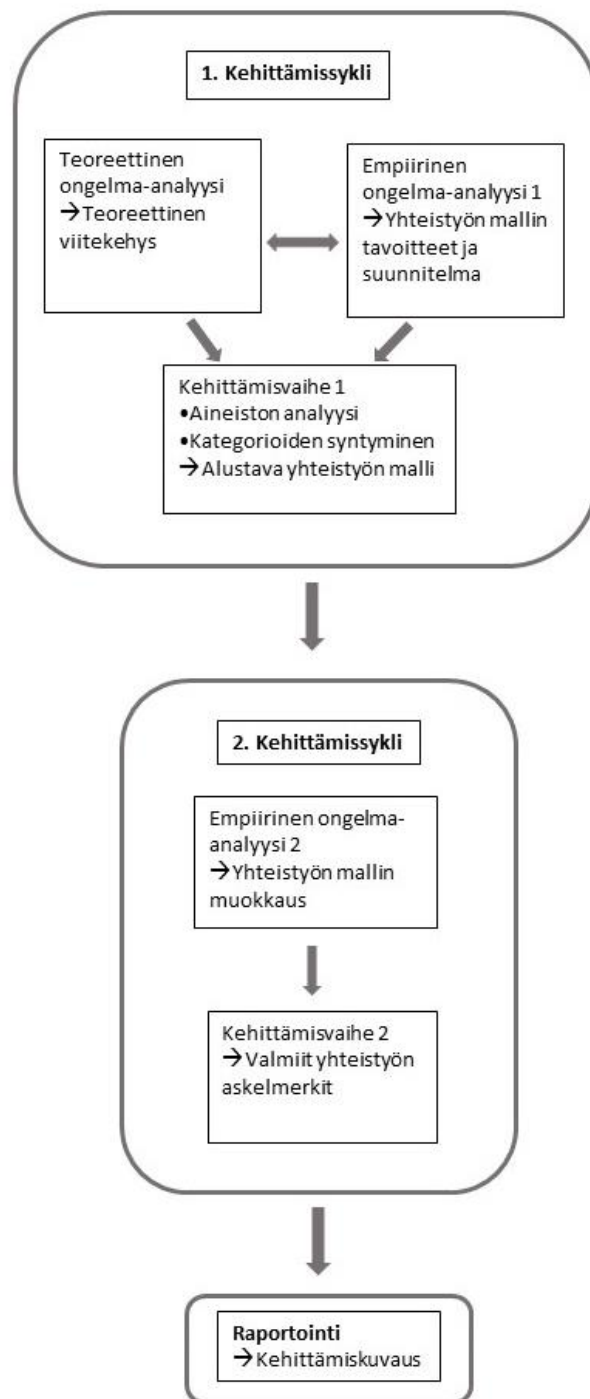 1. Kehittämissykli
Teoreettinen
ongelma-analyysi
→Teoreettinen
viitekehys
Empiirinen
ongelma-analyysi 1
→Yhteistyön mallin
tavoitteet ja
suunnitelma
Kehittämisvaihe 1
•Aineiston analyysi
•Kategorioiden syntyminen
→Alustava yhteistyön malli
2. Kehittämissykli
Empiirinen ongelma-
analyysi 2
→Yhteistyön mallin
muokkaus
Kehittämisvaihe 2
→Valmiit yhteistyön
askelmerkit
Raportointi
→Kehittämiskuvaus